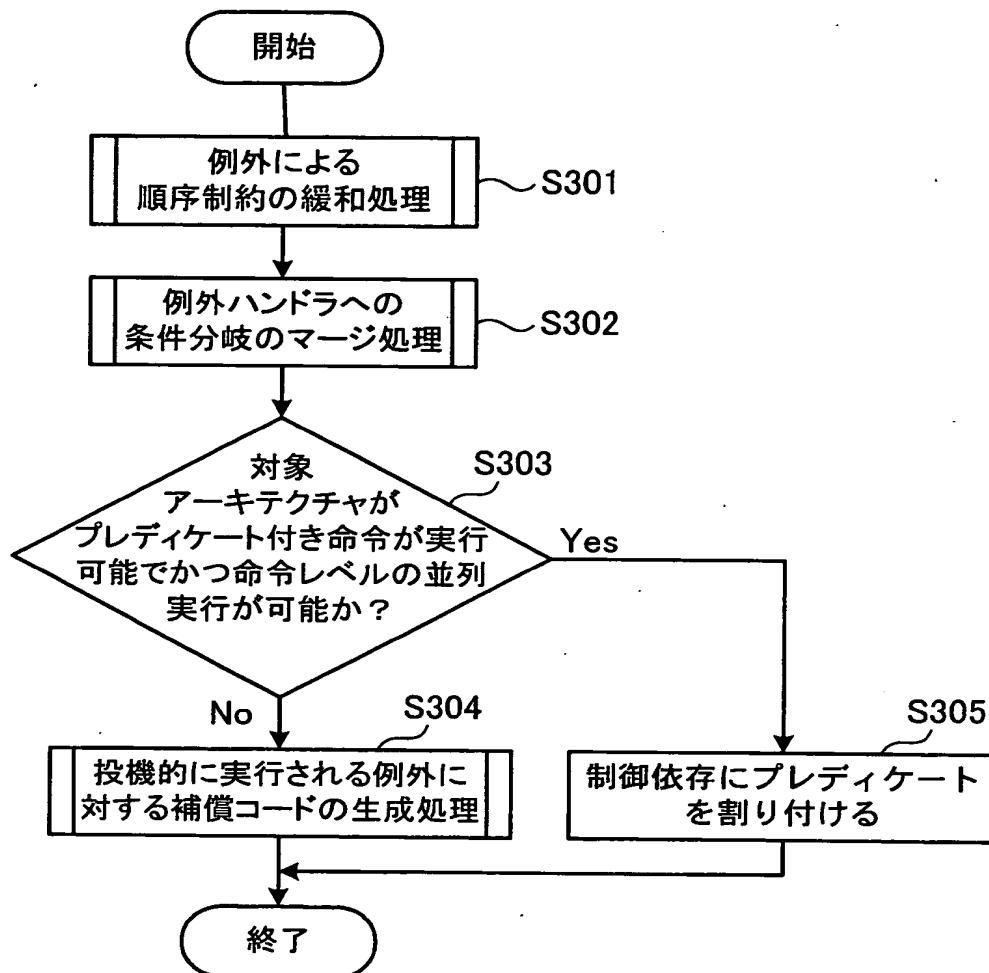 開始
例外による
順序制約の緩和処理
S301
例外ハンドラへの
条件分岐のマージ処理
S302
対象
アーキテクチャが
プレディケート付き命令が実行
可能でかつ命令レベルの並列
実行が可能か？
S303
Yes
No
S304
投機的に実行される例外に
対する補償コードの生成処理
S305
制御依存にプレディケート
を割り付ける
終了